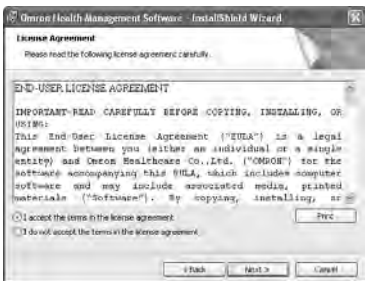 Omron Health Management Software - InstallShield Wizard
License Agreement
Please read the following license agreement carefully.
END-USER LICENSE AGREEMENT
IMPORTANT-READ CAREFULLY BEFORE COPYING, INSTALLING, OR
USING:
This End-User License Agreement ("EULA") is a legal
agreement between you (either an individual or a single
entity) and Omron Healthcare Co.,Ltd. ("OMRON") for the
software accompanying this EULA, which includes computer
software and may include associated media, printed
materials ("Software"). By copying, installing, or
I accept the terms in the license agreement
Print
I do not accept the terms in the license agreement
< Back
Next >
Cancel